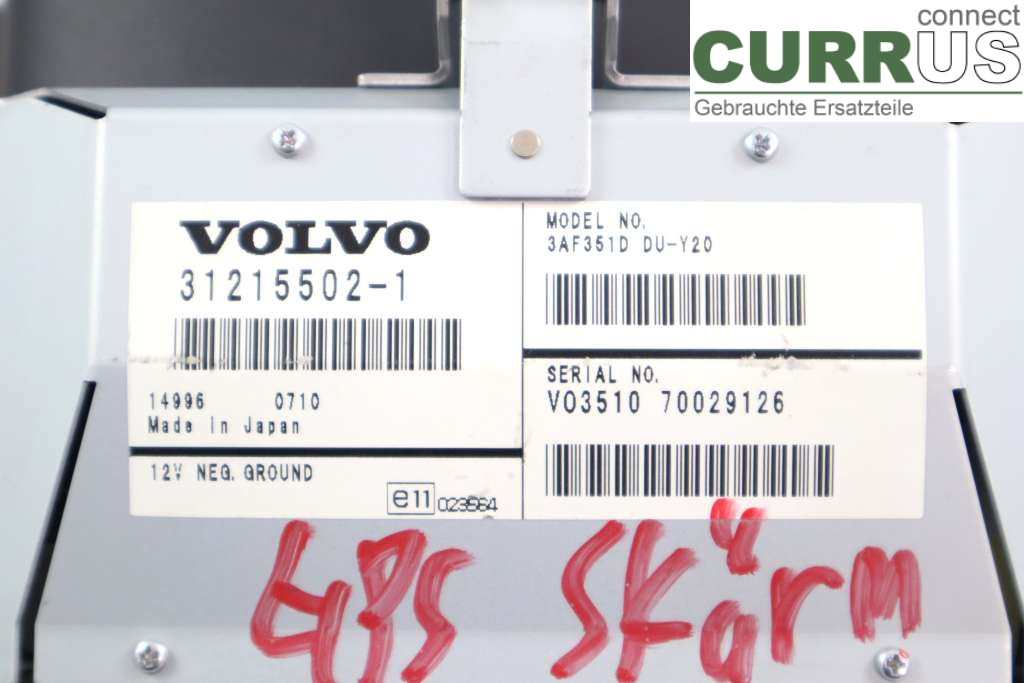 connect
CURRUS
Gebrauchte Ersatzteile
VOLVO
31215502-1
14996 0710
Made in Japan
12V NEG. GROUND
e11 023564
MODEL NO.
3AF351D DU-Y20
SERIAL NO.
VO3510 70029126
GPS Skärm